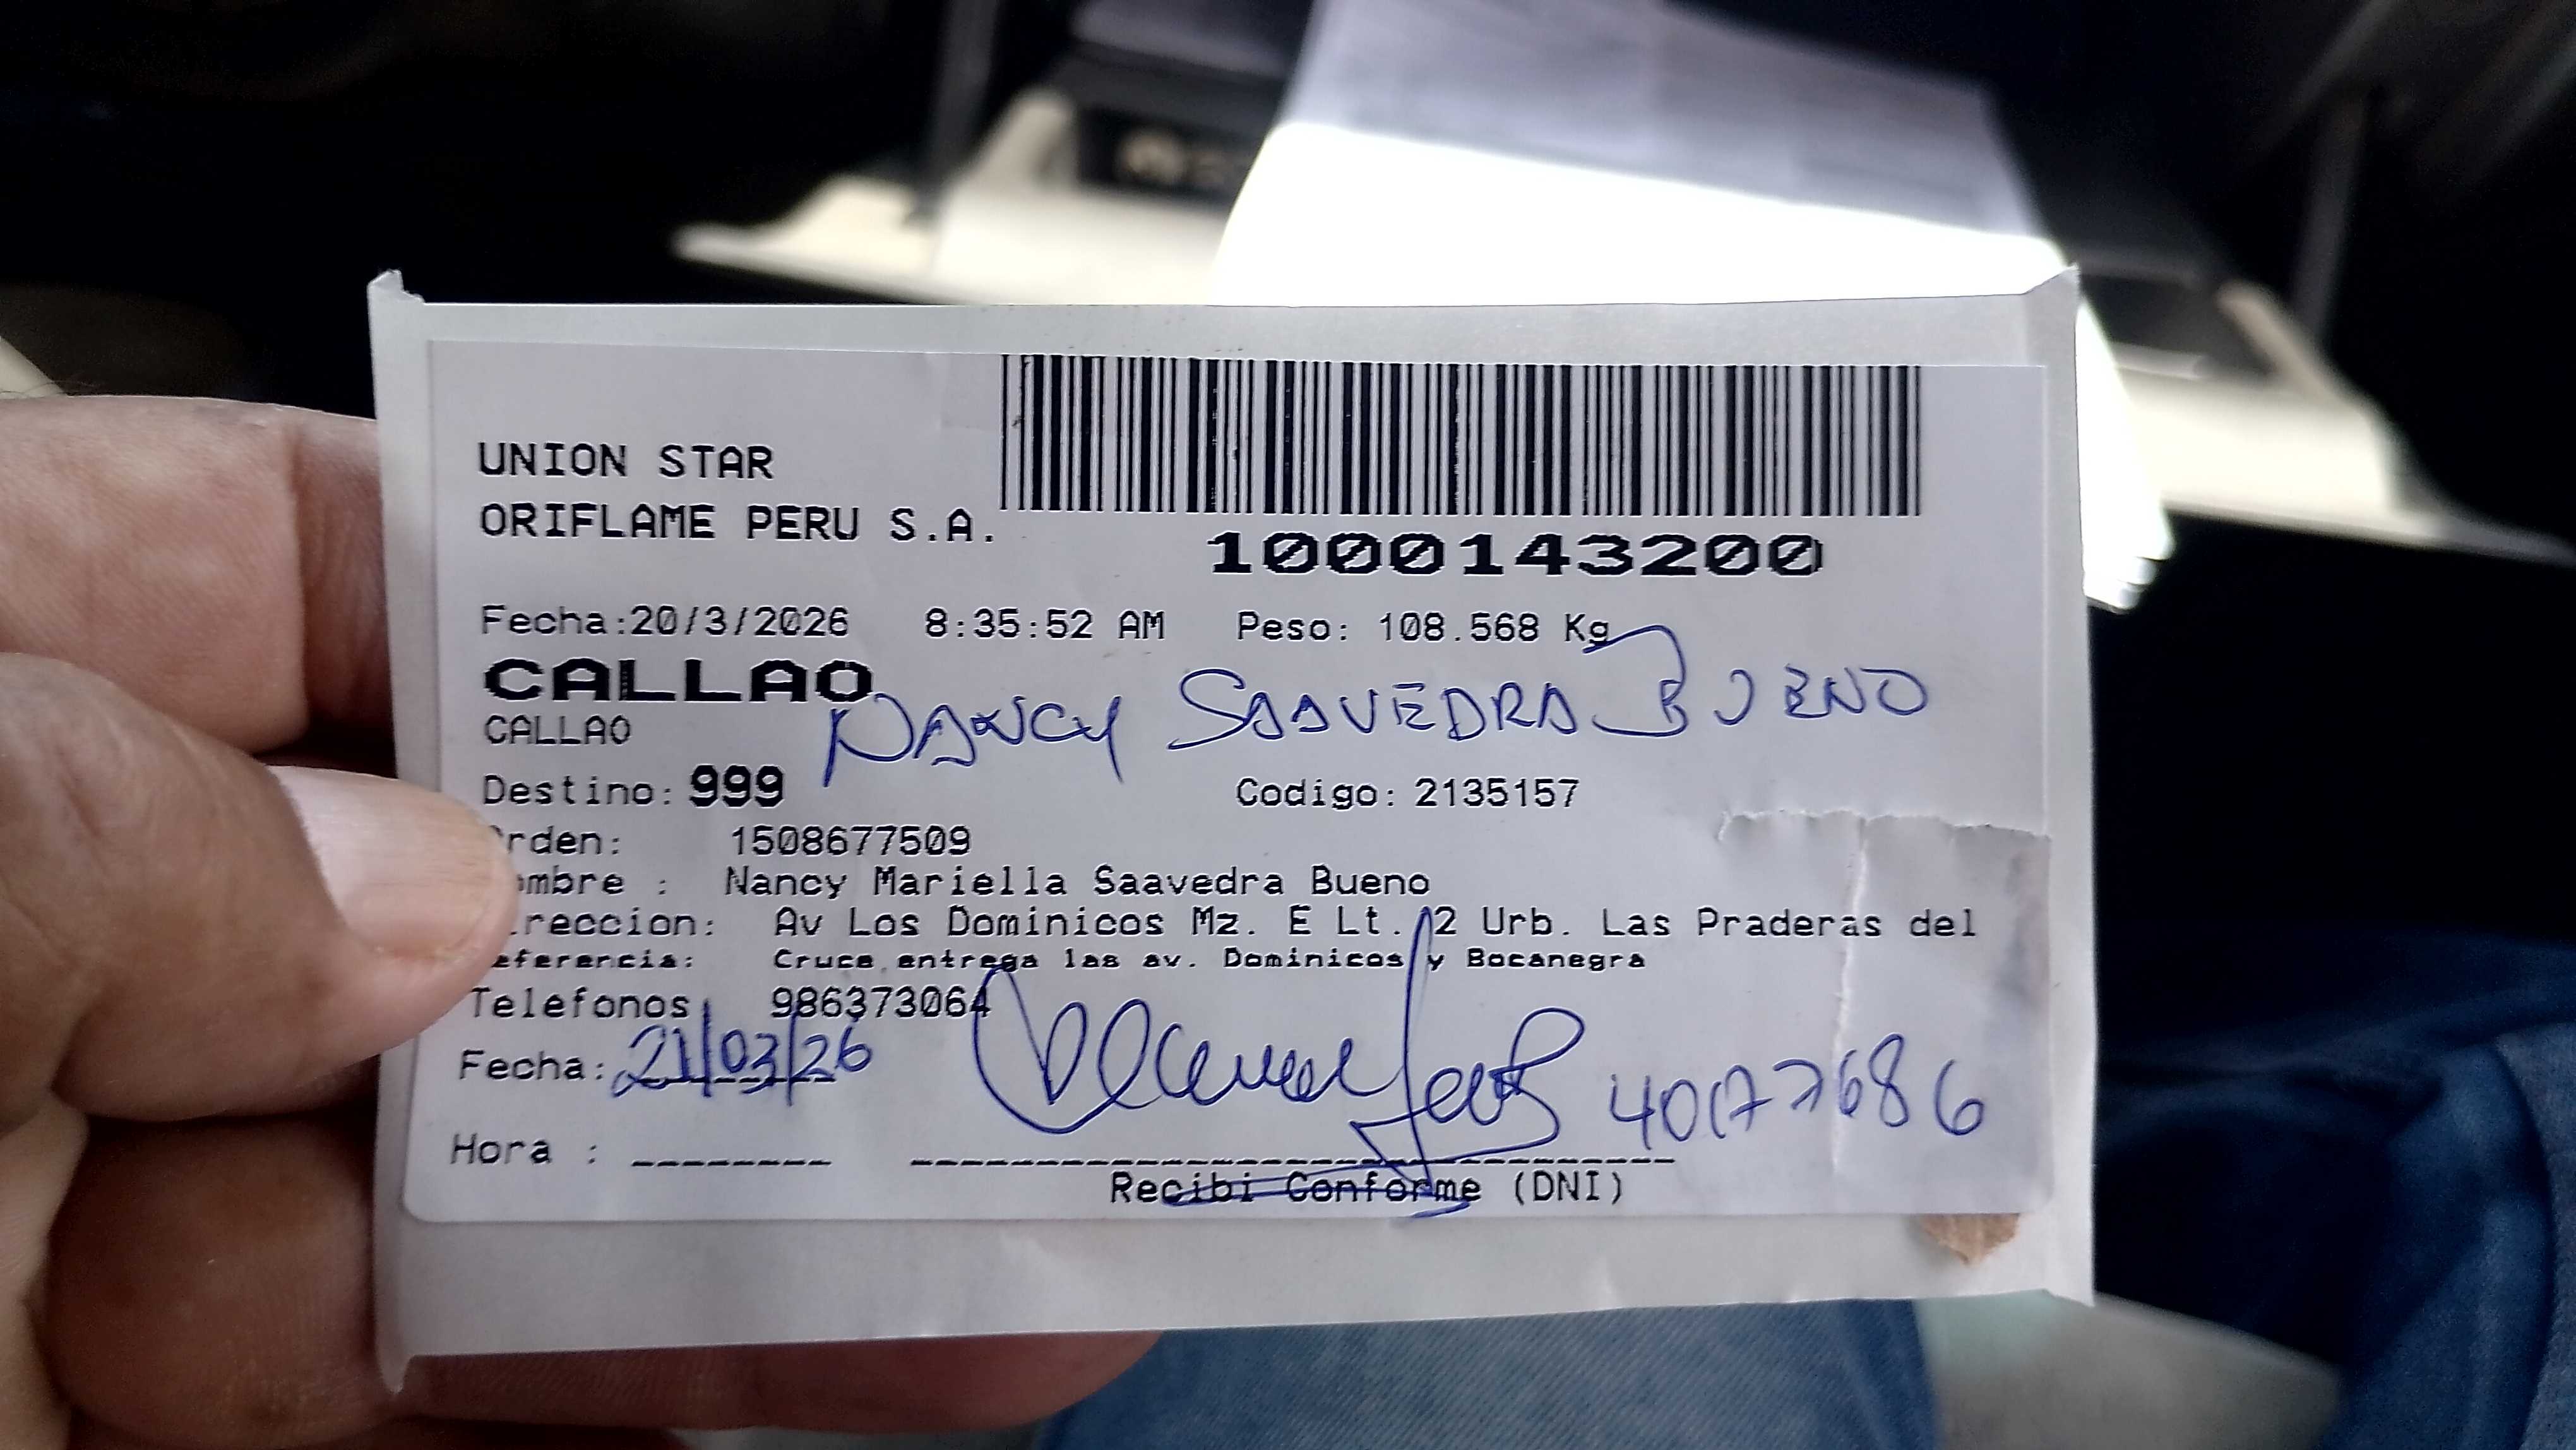 UNION STAR
ORIFLAME PERU S.A.
1000143200
Fecha:20/3/2026 8:35:52 AM Peso: 108.568 Kg
CALLAO
NANCY SAAVEDRA BUENO
CALLAO
Destino: 999 Codigo: 2135157
rden: 1508677509
ombre : Nancy Mariella Saavedra Bueno
reccion: Av Los Dominicos Mz. E Lt. 2 Urb. Las Praderas del
eferencia: Cruce entrega las av. Dominicos y Bocanegra
Telefonos 986373064
Fecha: 21/03/26
40177686
Hora :
Recibi Conforme (DNI)